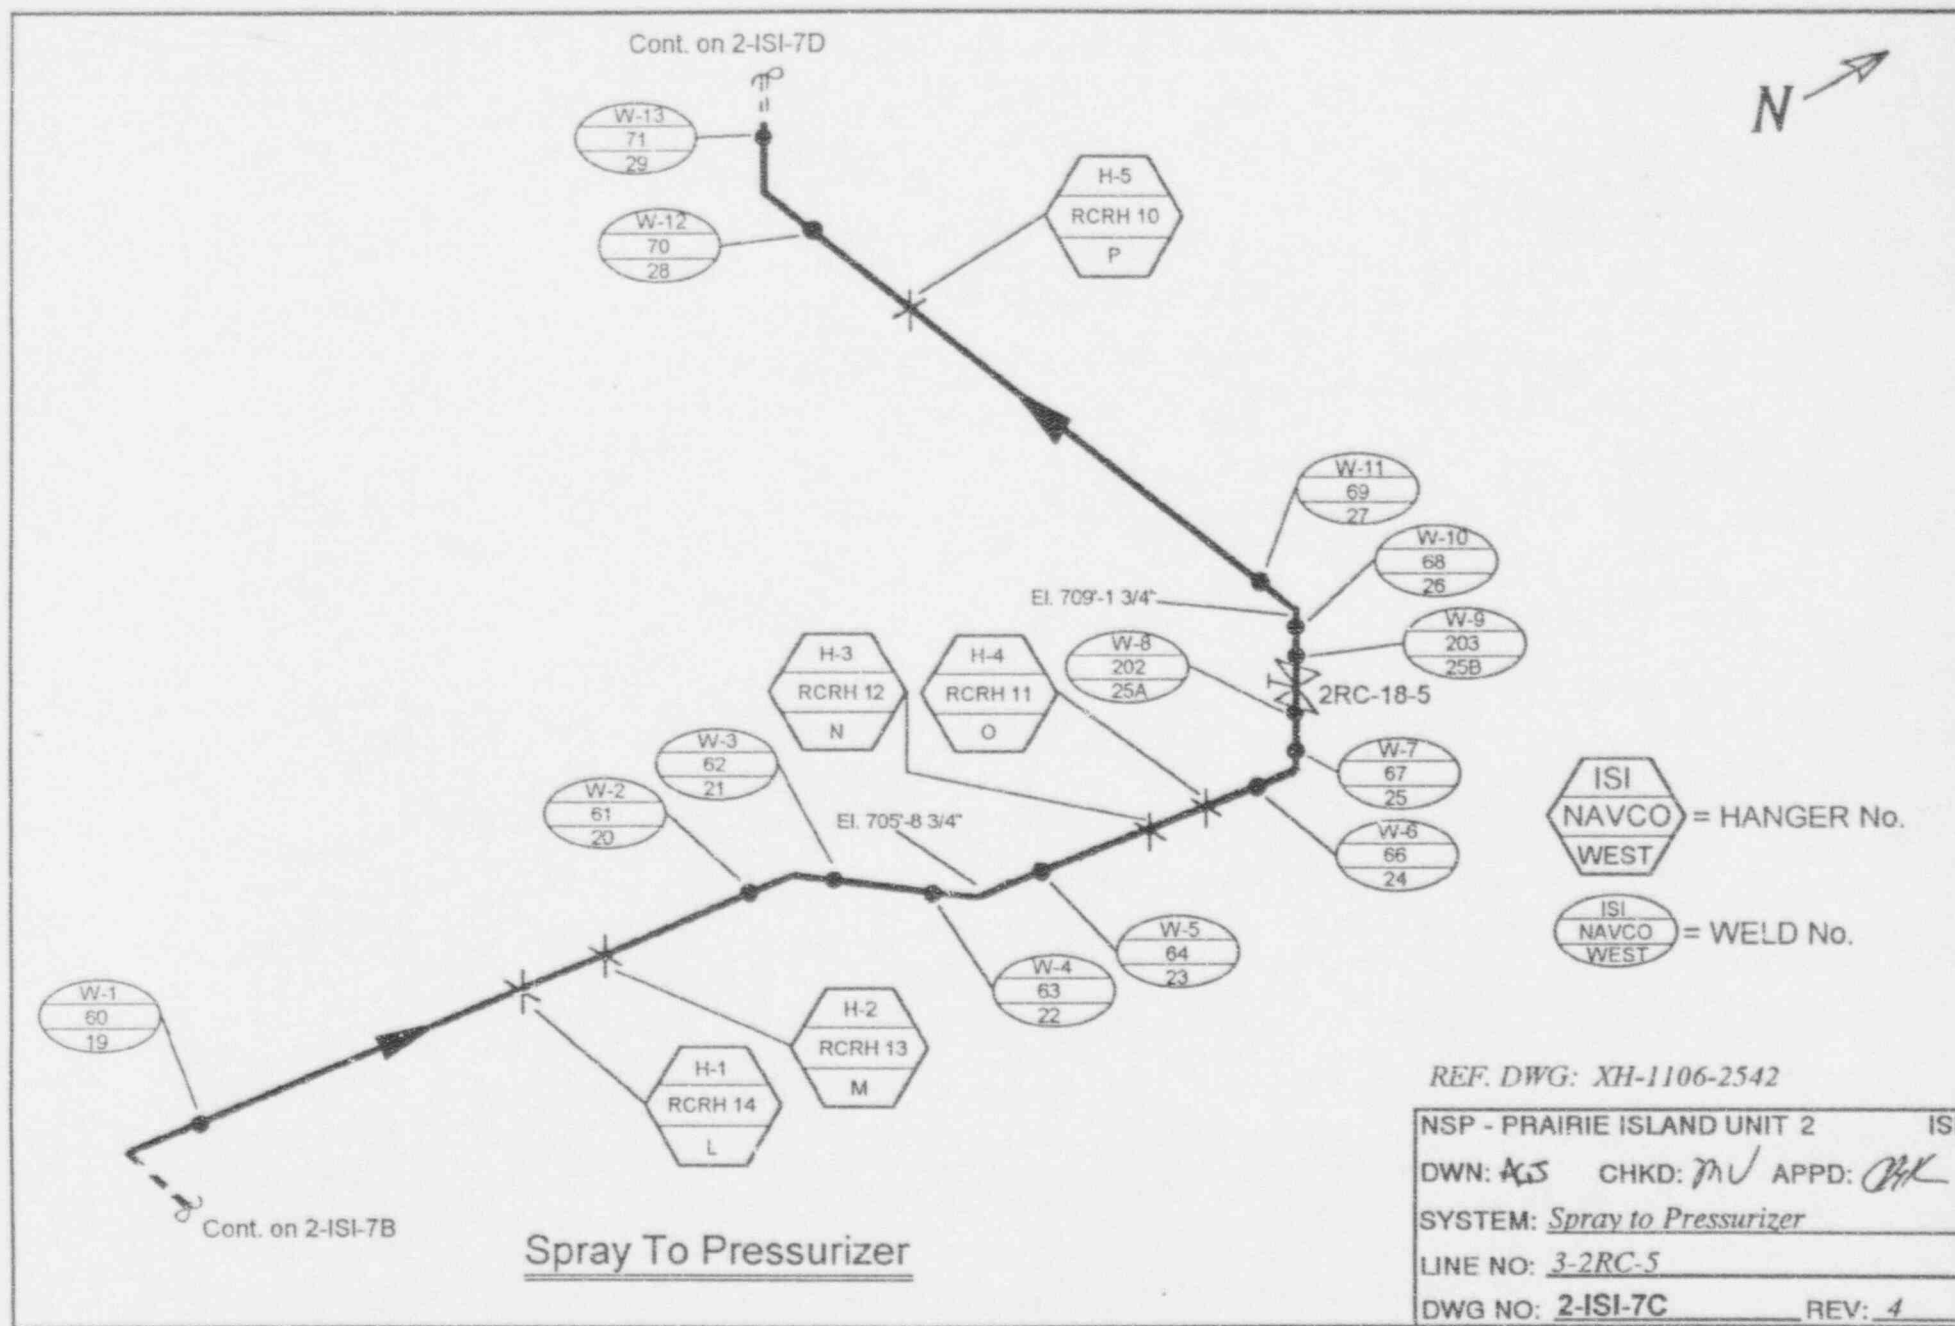 Cont. on 2-ISI-7D
N
W-13
71
29
W-12
70
28
H-5
RCRH 10
P
W-11
69
27
W-10
68
26
El. 709'-1 3/4"
W-9
203
25B
W-8
202
25A
2RC-18-5
H-3
RCRH 12
N
H-4
RCRH 11
O
W-3
62
21
W-7
67
25
W-2
61
20
El. 705'-8 3/4"
W-6
66
24
ISI
NAVCO
WEST
= HANGER No.
ISI
NAVCO
WEST
= WELD No.
W-5
64
23
W-4
63
22
W-1
60
19
H-2
RCRH 13
M
H-1
RCRH 14
L
Cont. on 2-ISI-7B
Spray To Pressurizer
REF. DWG: XH-1106-2542
NSP - PRAIRIE ISLAND UNIT 2 IS
DWN: CHKD: APPD:
SYSTEM: Spray to Pressurizer
LINE NO: 3-2RC-5
DWG NO: 2-ISI-7C REV: 4